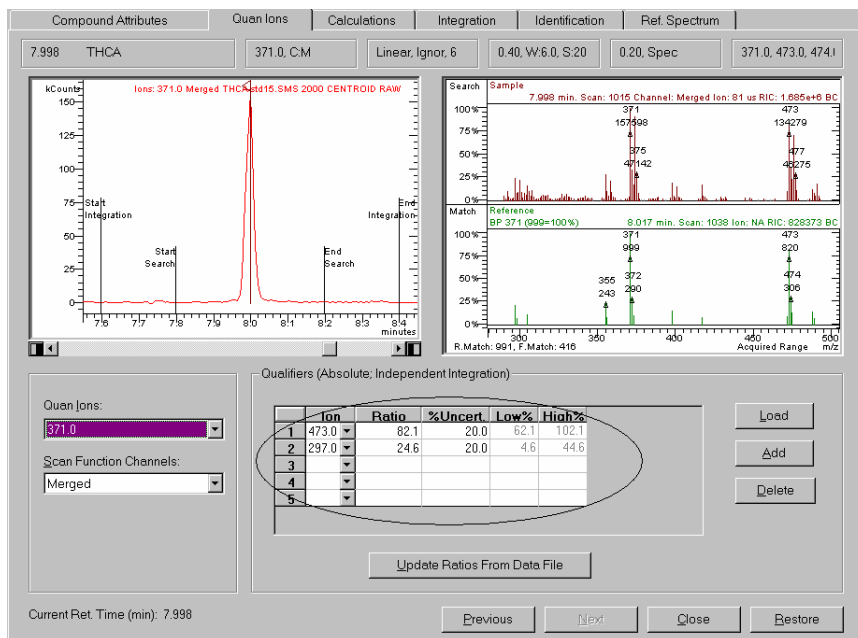 Compound Attributes Quan Ions Calculations Integration Identification Ref. Spectrum
7.998 THCA 371.0, C:M Linear, Ignor, 6 0.40, W:6.0, S:20 0.20, Spec 371.0, 473.0, 474.(
kCounts Ions: 371.0 Merged THCA std15.SMS 2000 CENTROID RAW
150
125
100
75
50
25
0
Start Integration
Start Search
End Search
End Integration
7.6 7.7 7.8 7.9 8.0 8.1 8.2 8.3 8.4
minutes
Search Sample
7.998 min. Scan: 1015 Channel: Merged Ion: 81 us RIC: 1.685e+6 BC
100%
75%
50%
25%
0%
371
157598
375
47142
473
134279
477
46275
Match Reference
BP 371 (999=100%) 8.017 min. Scan: 1038 Ion: NA RIC: 828373 BC
100%
75%
50%
25%
0%
371
999
355
243
372
290
473
820
474
306
300 350 400 450 500
R.Match: 991, F.Match: 416 Acquired Range m/z
Quan Ions:
371.0
Scan Function Channels:
Merged
Qualifiers (Absolute; Independent Integration)
Ion Ratio %Uncert. Low% High%
1 473.0 82.1 20.0 62.1 102.1
2 297.0 24.6 20.0 4.6 44.6
3
4
5
Load
Add
Delete
Update Ratios From Data File
Current Ret. Time (min): 7.998
Previous Next Close Restore